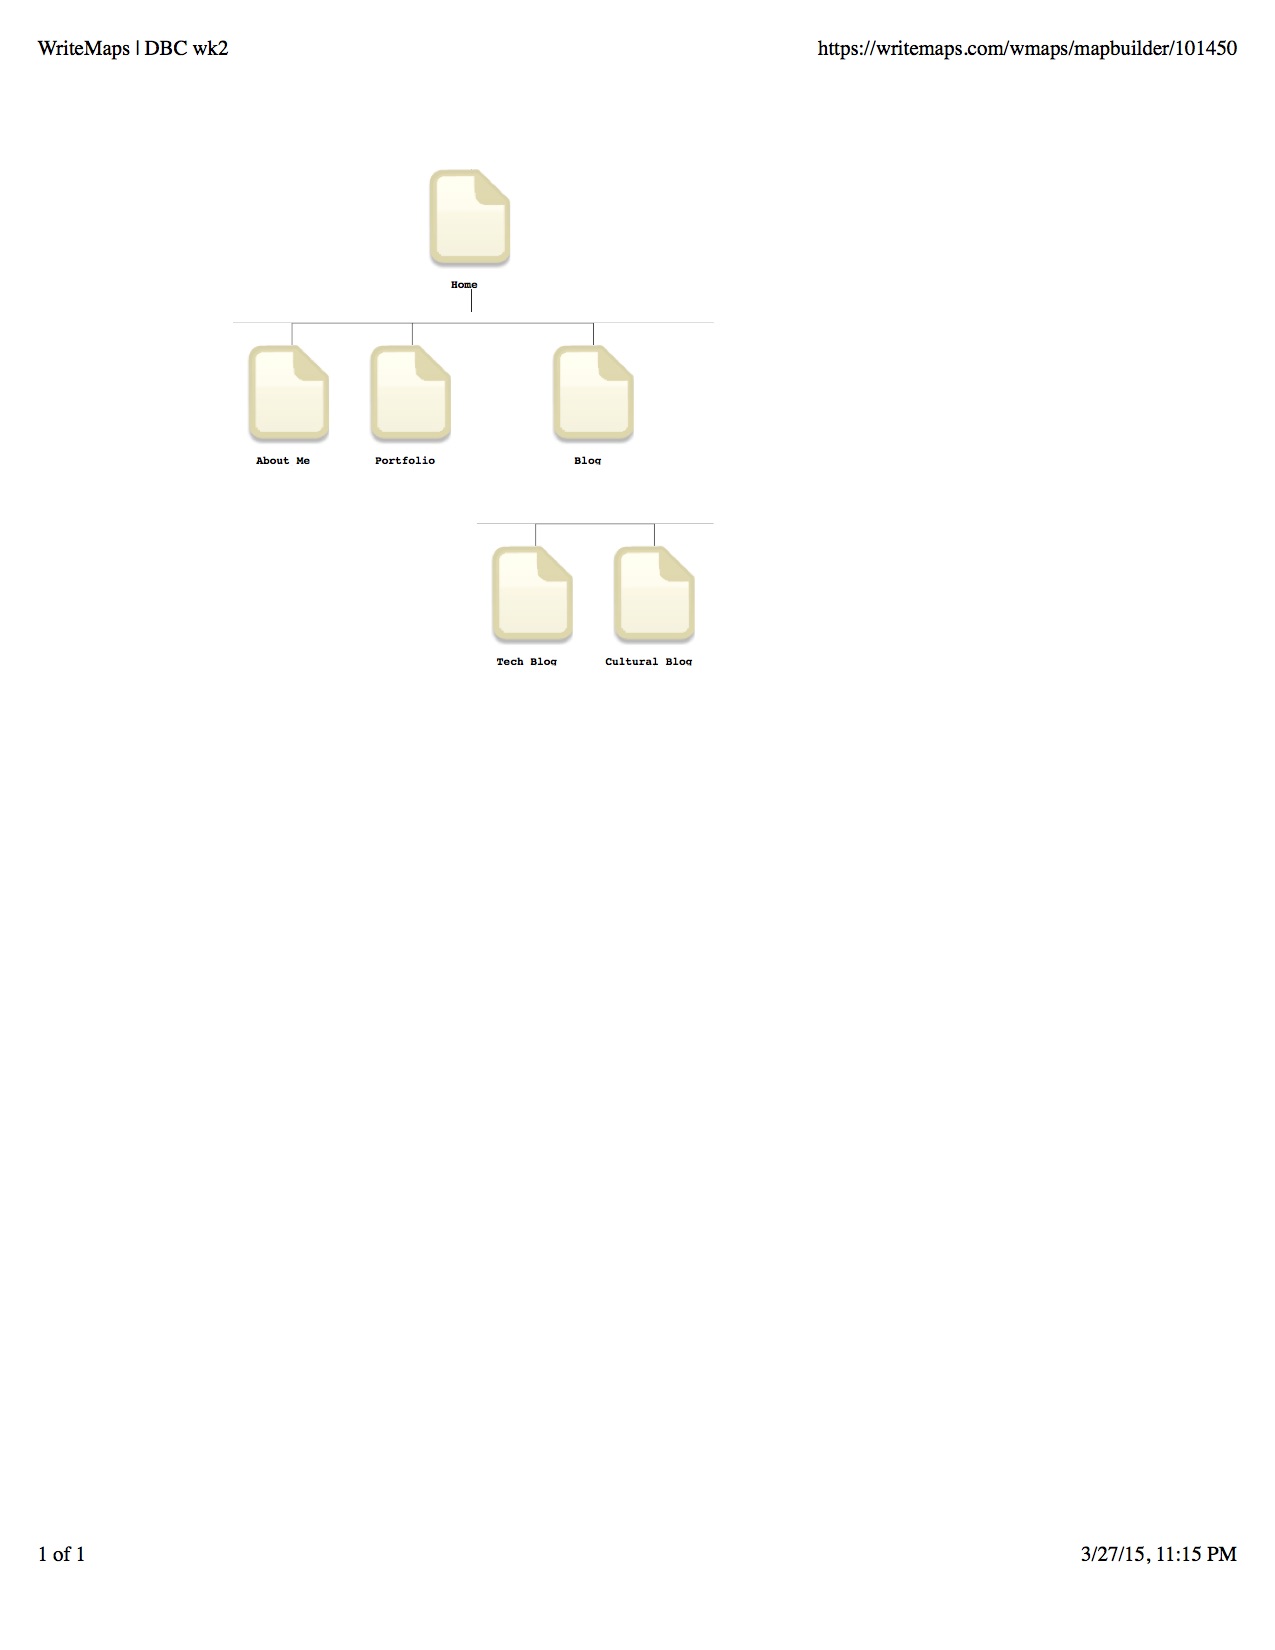 WriteMaps | DBC wk2
https://writemaps.com/wmaps/mapbuilder/101450
Home
About Me
Portfolio
Blog
Tech Blog
Cultural Blog
1 of 1
3/27/15, 11:15 PM